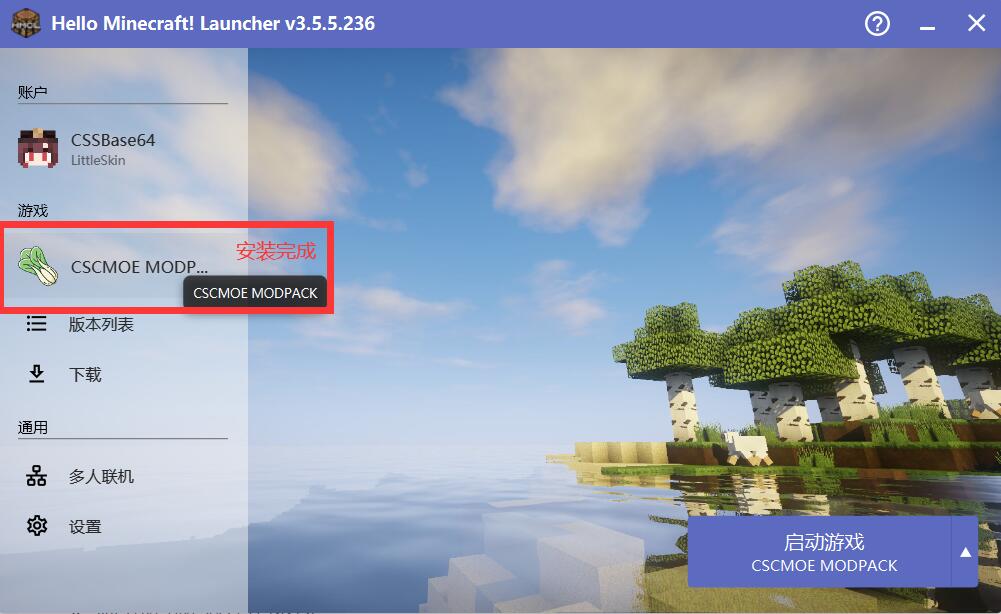 Hello Minecraft! Launcher v3.5.5.236
账户
CSSBase64
LittleSkin
游戏
安装完成
CSCMOE MODP...
CSCMOE MODPACK
版本列表
下载
通用
多人联机
设置
启动游戏
CSCMOE MODPACK